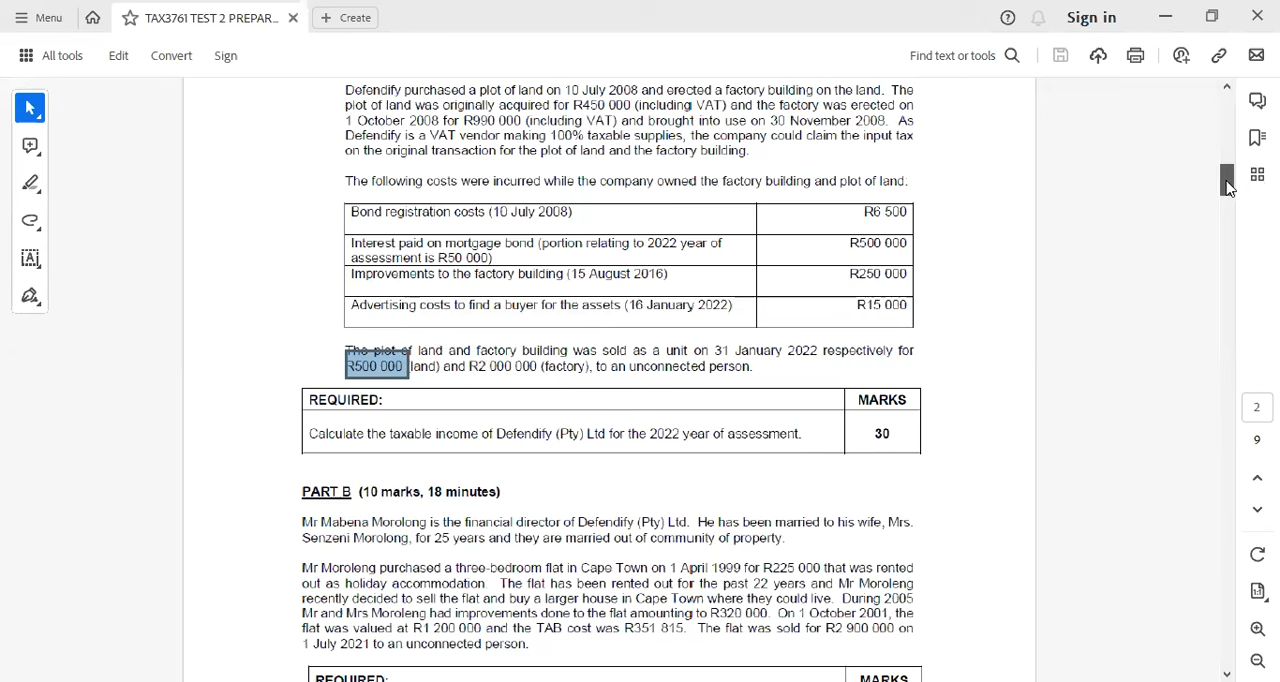 Menu
TAX3761 TEST 2 PREPAR...
Create
Sign in
All tools
Edit
Convert
Sign
Find text or tools
Defendify purchased a plot of land on 10 July 2008 and erected a factory building on the land. The
plot of land was originally acquired for R450 000 (including VAT) and the factory was erected on
1 October 2008 for R990 000 (including VAT) and brought into use on 30 November 2008. As
Defendify is a VAT vendor making 100% taxable supplies, the company could claim the input tax
on the original transaction for the plot of land and the factory building.
The following costs were incurred while the company owned the factory building and plot of land:
Bond registration costs (10 July 2008) R6 500
Interest paid on mortgage bond (portion relating to 2022 year of R500 000
assessment is R50 000)
Improvements to the factory building (15 August 2016) R250 000
Advertising costs to find a buyer for the assets (16 January 2022) R15 000
The plot of land and factory building was sold as a unit on 31 January 2022 respectively for
R500 000 (land) and R2 000 000 (factory), to an unconnected person.
REQUIRED: MARKS
Calculate the taxable income of Defendify (Pty) Ltd for the 2022 year of assessment. 30
PART B (10 marks, 18 minutes)
Mr Mabena Morolong is the financial director of Defendify (Pty) Ltd. He has been married to his wife, Mrs.
Senzeni Morolong, for 25 years and they are married out of community of property.
Mr Moroleng purchased a three-bedroom flat in Cape Town on 1 April 1999 for R225 000 that was rented
out as holiday accommodation. The flat has been rented out for the past 22 years and Mr Moroleng
recently decided to sell the flat and buy a larger house in Cape Town where they could live. During 2005
Mr and Mrs Moroleng had improvements done to the flat amounting to R320 000. On 1 October 2001, the
flat was valued at R1 200 000 and the TAB cost was R351 815. The flat was sold for R2 900 000 on
1 July 2021 to an unconnected person.
REQUIRED: MARKS
2
9